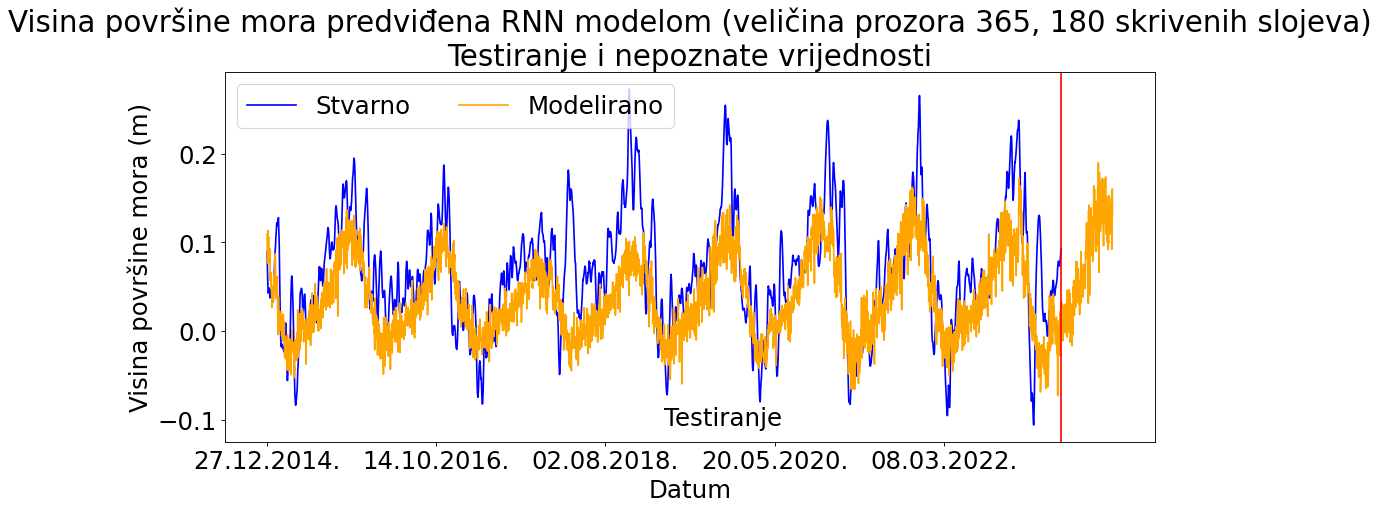 Visina površine mora predviđena RNN modelom (veličina prozora 365, 180 skrivenih slojeva)
Testiranje i nepoznate vrijednosti
Stvarno
Modelirano
Visina površine mora (m)
0.2
0.1
0.0
−0.1
Testiranje
27.12.2014.
14.10.2016.
02.08.2018.
20.05.2020.
08.03.2022.
Datum